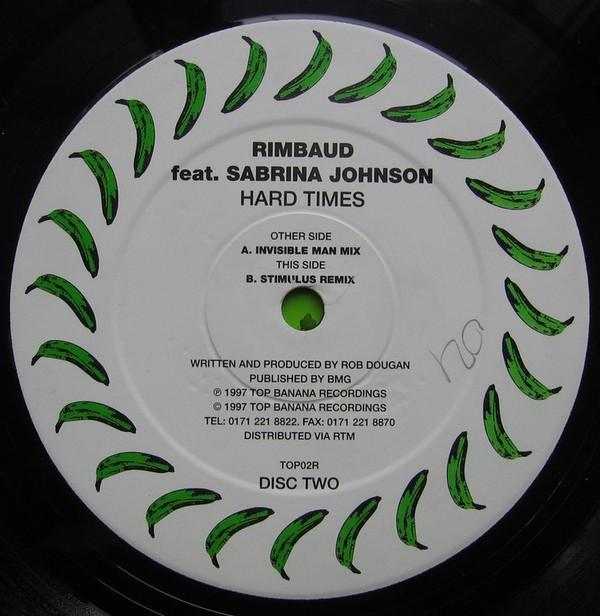 RIMBAUD
feat. SABRINA JOHNSON
HARD TIMES
OTHER SIDE
A. INVISIBLE MAN MIX
THIS SIDE
B. STIMULUS REMIX
WRITTEN AND PRODUCED BY ROB DOUGAN
PUBLISHED BY BMG
℗ 1997 TOP BANANA RECORDINGS
© 1997 TOP BANANA RECORDINGS
TEL: 0171 221 8822. FAX: 0171 221 8870
DISTRIBUTED VIA RTM
TOP02R
DISC TWO